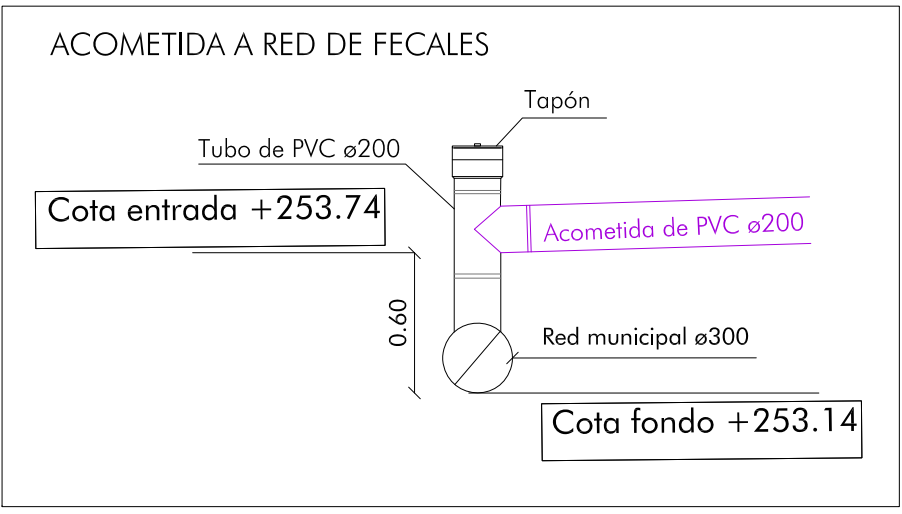 ACOMETIDA A RED DE FECALES
Tapón
Tubo de PVC ø200
Cota entrada +253.74
Acometida de PVC ø200
0.60
Red municipal ø300
Cota fondo +253.14